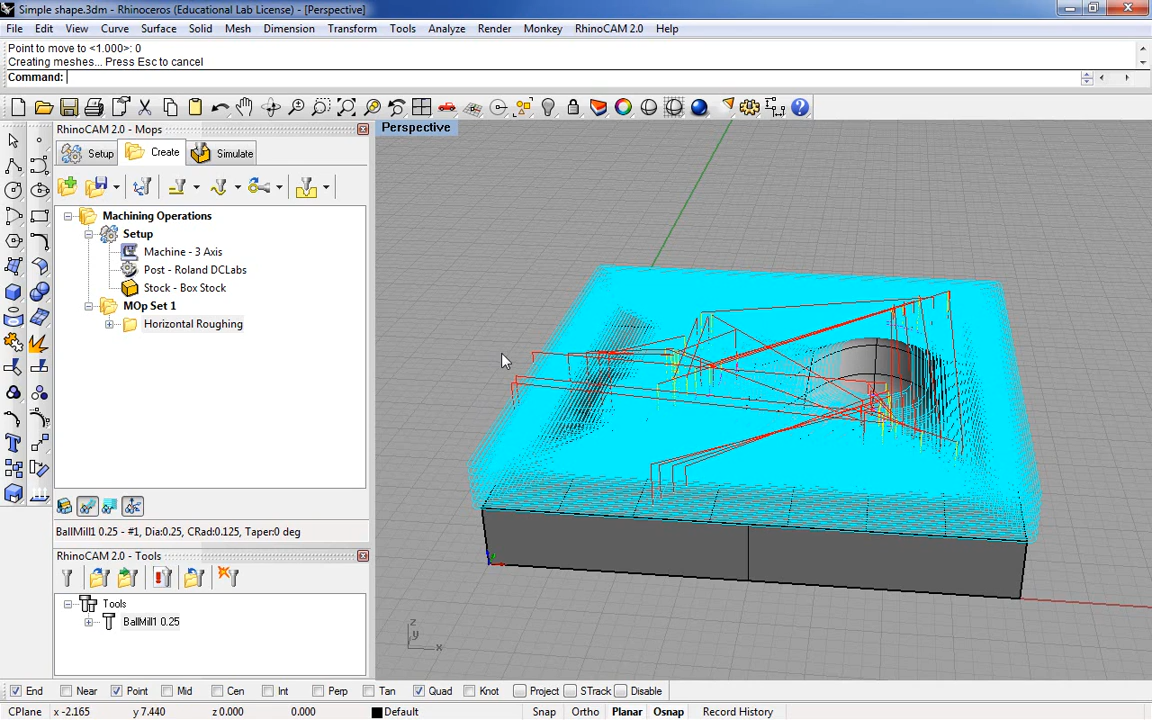 Simple shape.3dm - Rhinoceros (Educational Lab License) - [Perspective]
File Edit View Curve Surface Solid Mesh Dimension Transform Tools Analyze Render Monkey RhinoCAM 2.0 Help
Point to move to <1.000>: 0
Creating meshes... Press Esc to cancel
Command:
RhinoCAM 2.0 - Mops
Perspective
Setup Create Simulate
Machining Operations
Setup
Machine - 3 Axis
Post - Roland DCLabs
Stock - Box Stock
MOp Set 1
Horizontal Roughing
BallMill1 0.25 - #1, Dia:0.25, CRad:0.125, Taper:0 deg
RhinoCAM 2.0 - Tools
Tools
BallMill1 0.25
z
y
x
End Near Point Mid Cen Int Perp Tan Quad Knot Project STrack Disable
CPlane x -2.165 y 7.440 z 0.000 0.000 Default Snap Ortho Planar Osnap Record History